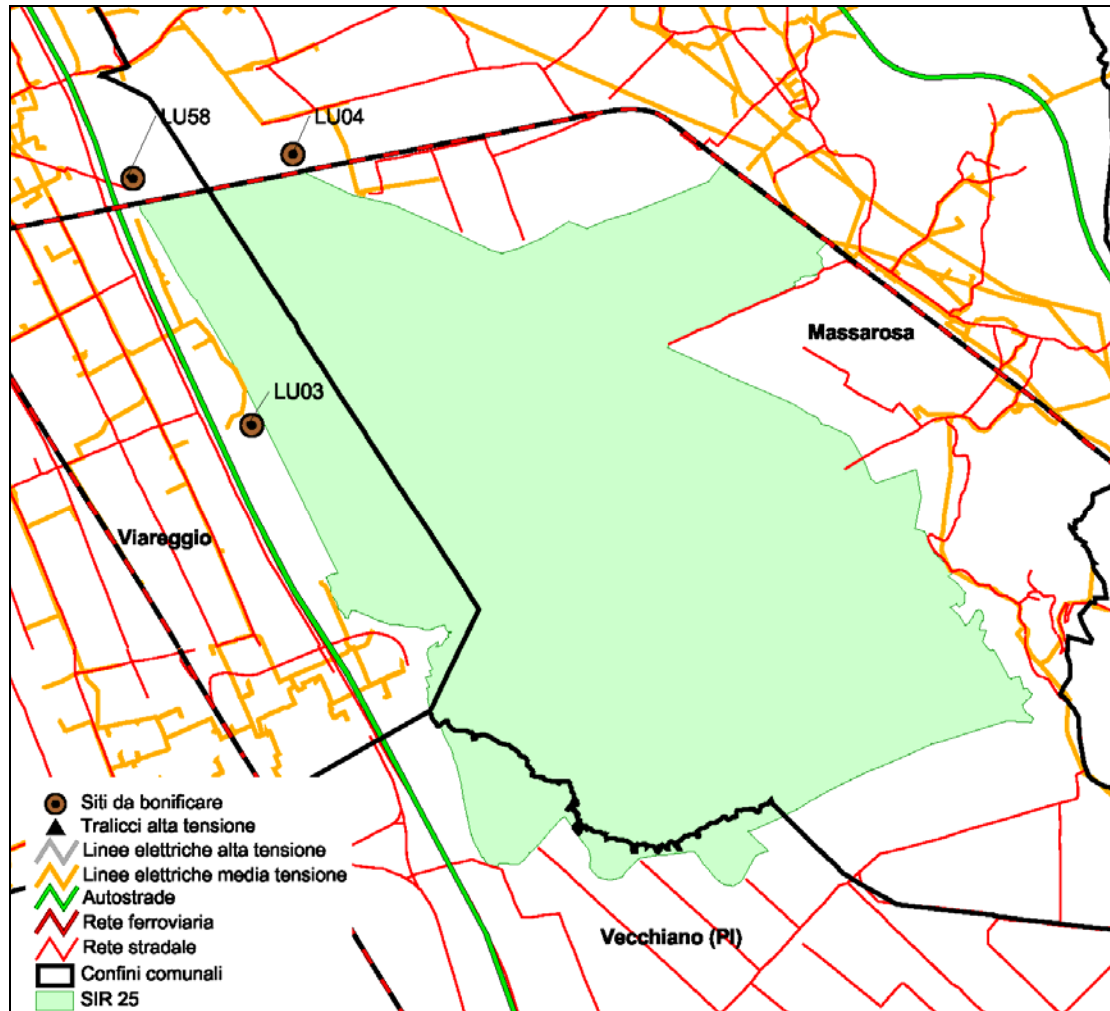 LU58
LU04
Massarosa
LU03
Viareggio
Vecchiano (PI)
Siti da bonificare
Tralicci alta tensione
Linee elettriche alta tensione
Linee elettriche media tensione
Autostrade
Rete ferroviaria
Rete stradale
Confini comunali
SIR 25